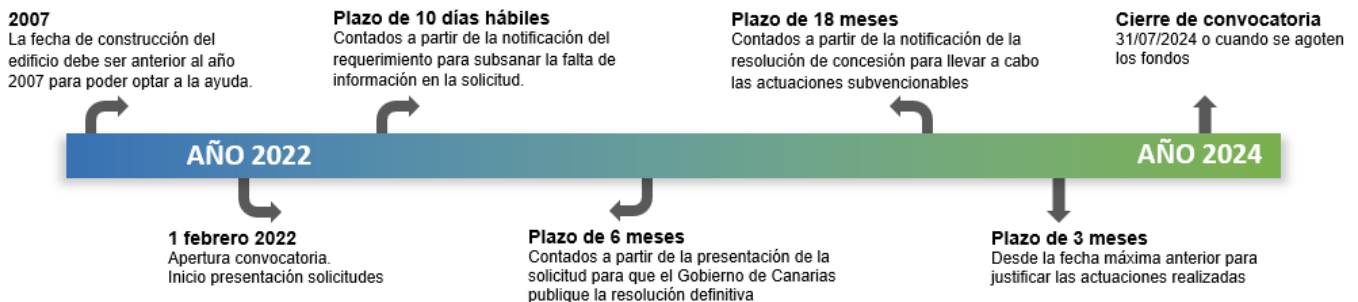 2007
La fecha de construcción del
edificio debe ser anterior al año
2007 para poder optar a la ayuda.
Plazo de 10 días hábiles
Contados a partir de la notificación del
requerimiento para subsanar la falta de
información en la solicitud.
Plazo de 18 meses
Contados a partir de la notificación de la
resolución de concesión para llevar a cabo
las actuaciones subvencionables
Cierre de convocatoria
31/07/2024 o cuando se agoten
los fondos
AÑO 2022
AÑO 2024
1 febrero 2022
Apertura convocatoria.
Inicio presentación solicitudes
Plazo de 6 meses
Contados a partir de la presentación de la
solicitud para que el Gobierno de Canarias
publique la resolución definitiva
Plazo de 3 meses
Desde la fecha máxima anterior para
justificar las actuaciones realizadas